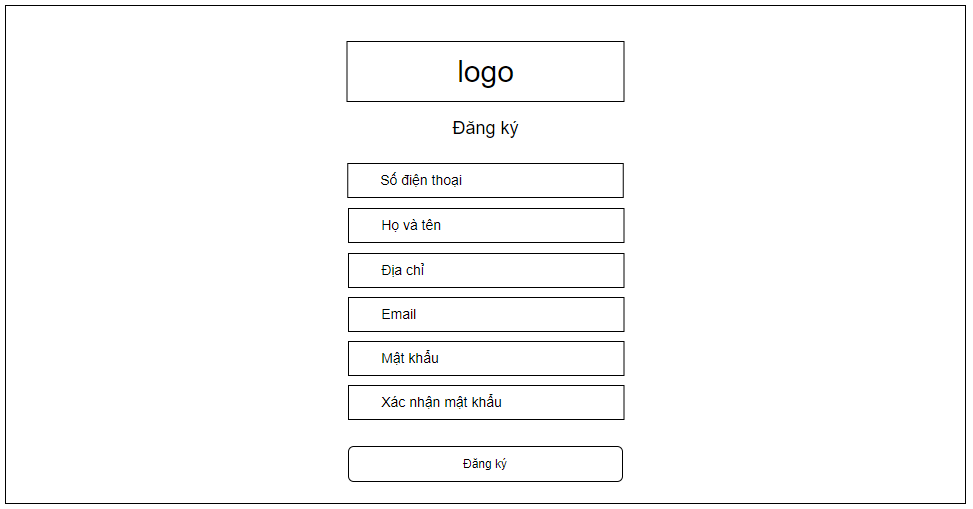 logo
Đăng ký
Số điện thoại
Họ và tên
Địa chỉ
Email
Mật khẩu
Xác nhận mật khẩu
Đăng ký